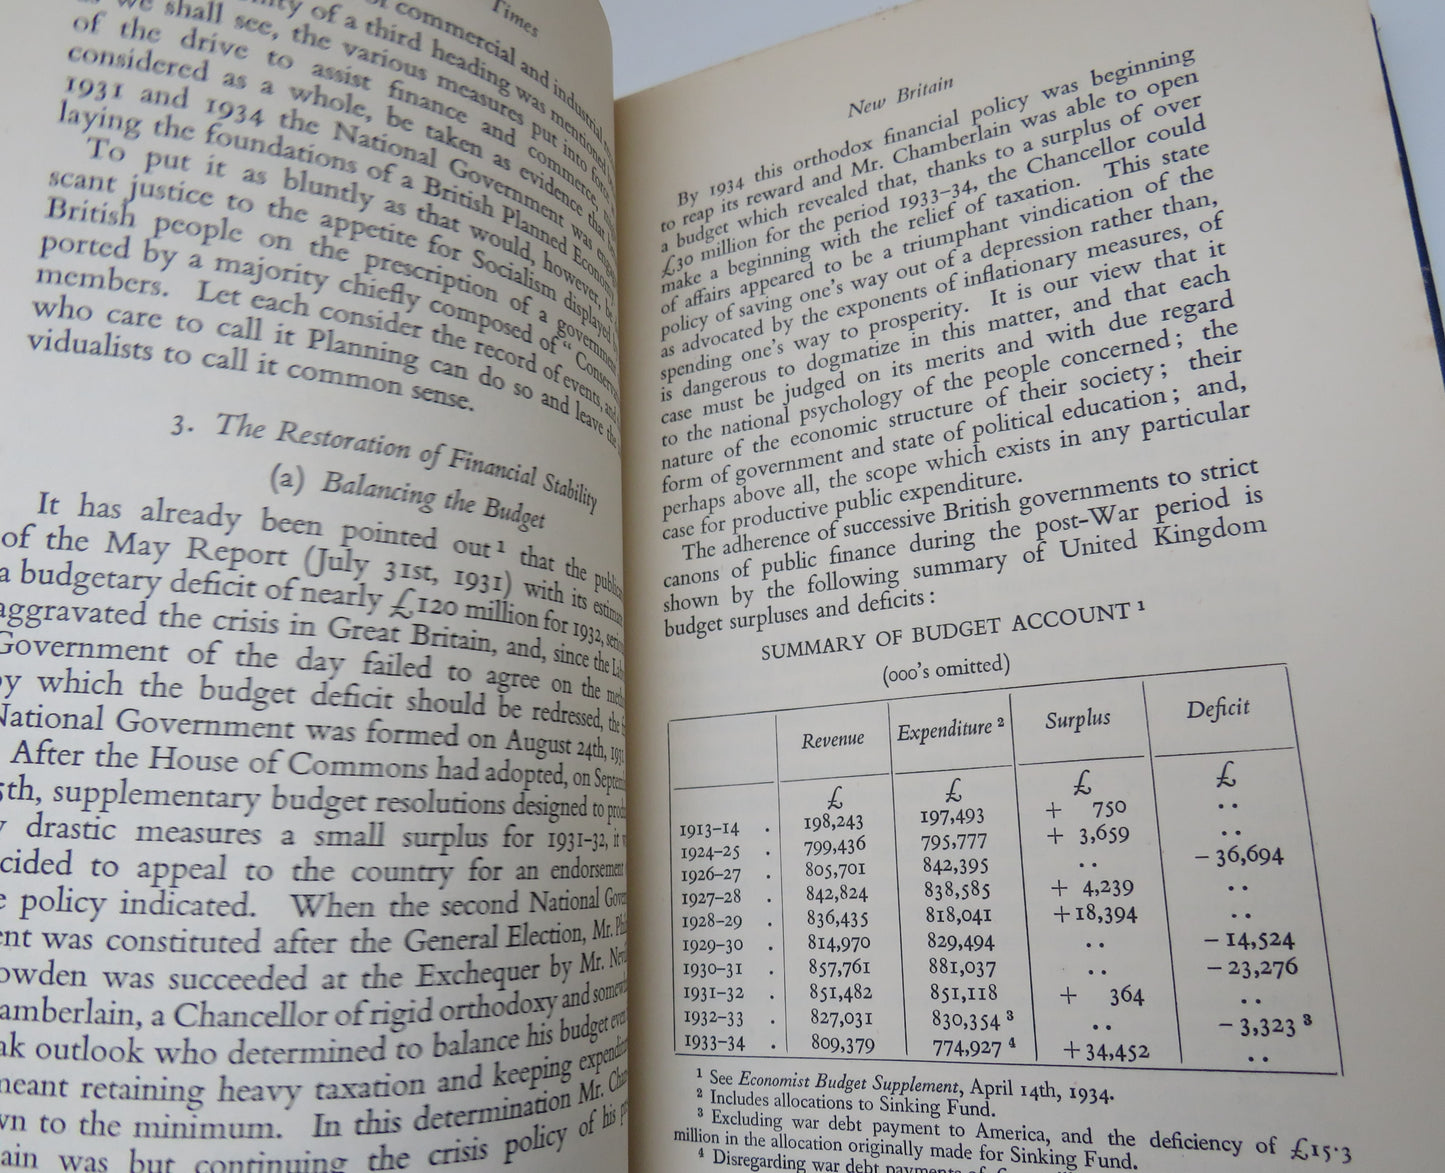 Times
of commercial and industrial
we shall see, the various measures put into force
of a third heading was mentioned
of the drive to assist finance and commerce,
considered as a whole, be taken as evidence that
1931 and 1934 the National Government was
laying the foundations of a British Planned Economy
To put it as bluntly as that would, however, be
scant justice to the appetite for Socialism displayed
British people on the prescription of a government
ported by a majority chiefly composed of “
members. Let each consider the record of events, and
who care to call it Planning can do so and leave the
vidualists to call it common sense.
3. The Restoration of Financial Stability
(a) Balancing the Budget
It has already been pointed out¹ that the
of the May Report (July 31st, 1931) with its
a budgetary deficit of nearly £120 million for 1932,
aggravated the crisis in Great Britain, and, since the
Government of the day failed to agree on the
by which the budget deficit should be redressed, the
National Government was formed on August 24th, 1931
After the House of Commons had adopted, on
5th, supplementary budget resolutions designed to
drastic measures a small surplus for 1931–32, it
cided to appeal to the country for an endorsement
policy indicated. When the second National
ent was constituted after the General Election, Mr.
owden was succeeded at the Exchequer by Mr.
amberlain, a Chancellor of rigid orthodoxy and
ak outlook who determined to balance his budget
meant retaining heavy taxation and keeping
wn to the minimum. In this determination Mr.
ain was but continuing the crisis policy of his
New Britain
By 1934 this orthodox financial policy was beginning
to reap its reward and Mr. Chamberlain was able to open
a budget which revealed that, thanks to a surplus of over
£30 million for the period 1933–34, the Chancellor could
make a beginning with the relief of taxation. This state
of affairs appeared to be a triumphant vindication of the
policy of saving one's way out of a depression rather than,
as advocated by the exponents of inflationary measures, of
spending one's way to prosperity. It is our view that it
is dangerous to dogmatize in this matter, and that each
case must be judged on its merits and with due regard
to the national psychology of the people concerned; the
nature of the economic structure of their society; their
form of government and state of political education; and,
perhaps above all, the scope which exists in any particular
case for productive public expenditure.
The adherence of successive British governments to strict
canons of public finance during the post-War period is
shown by the following summary of United Kingdom
budget surpluses and deficits:
SUMMARY OF BUDGET ACCOUNT¹
(000's omitted)
Revenue Expenditure² Surplus Deficit
£ £ £ £
1913–14 . 198,243 197,493 + 750 ..
1924–25 . 799,436 795,777 + 3,659 ..
1926–27 . 805,701 842,395 .. – 36,694
1927–28 . 842,824 838,585 + 4,239 ..
1928–29 . 836,435 818,041 +18,394 ..
1929–30 . 814,970 829,494 .. – 14,524
1930–31 . 857,761 881,037 .. – 23,276
1931–32 . 851,482 851,118 + 364 ..
1932–33 . 827,031 830,354³ .. – 3,323³
1933–34 . 809,379 774,927⁴ +34,452 ..
¹ See Economist Budget Supplement, April 14th, 1934.
² Includes allocations to Sinking Fund.
³ Excluding war debt payment to America, and the deficiency of £15·3
million in the allocation originally made for Sinking Fund.
⁴ Disregarding war debt payments of